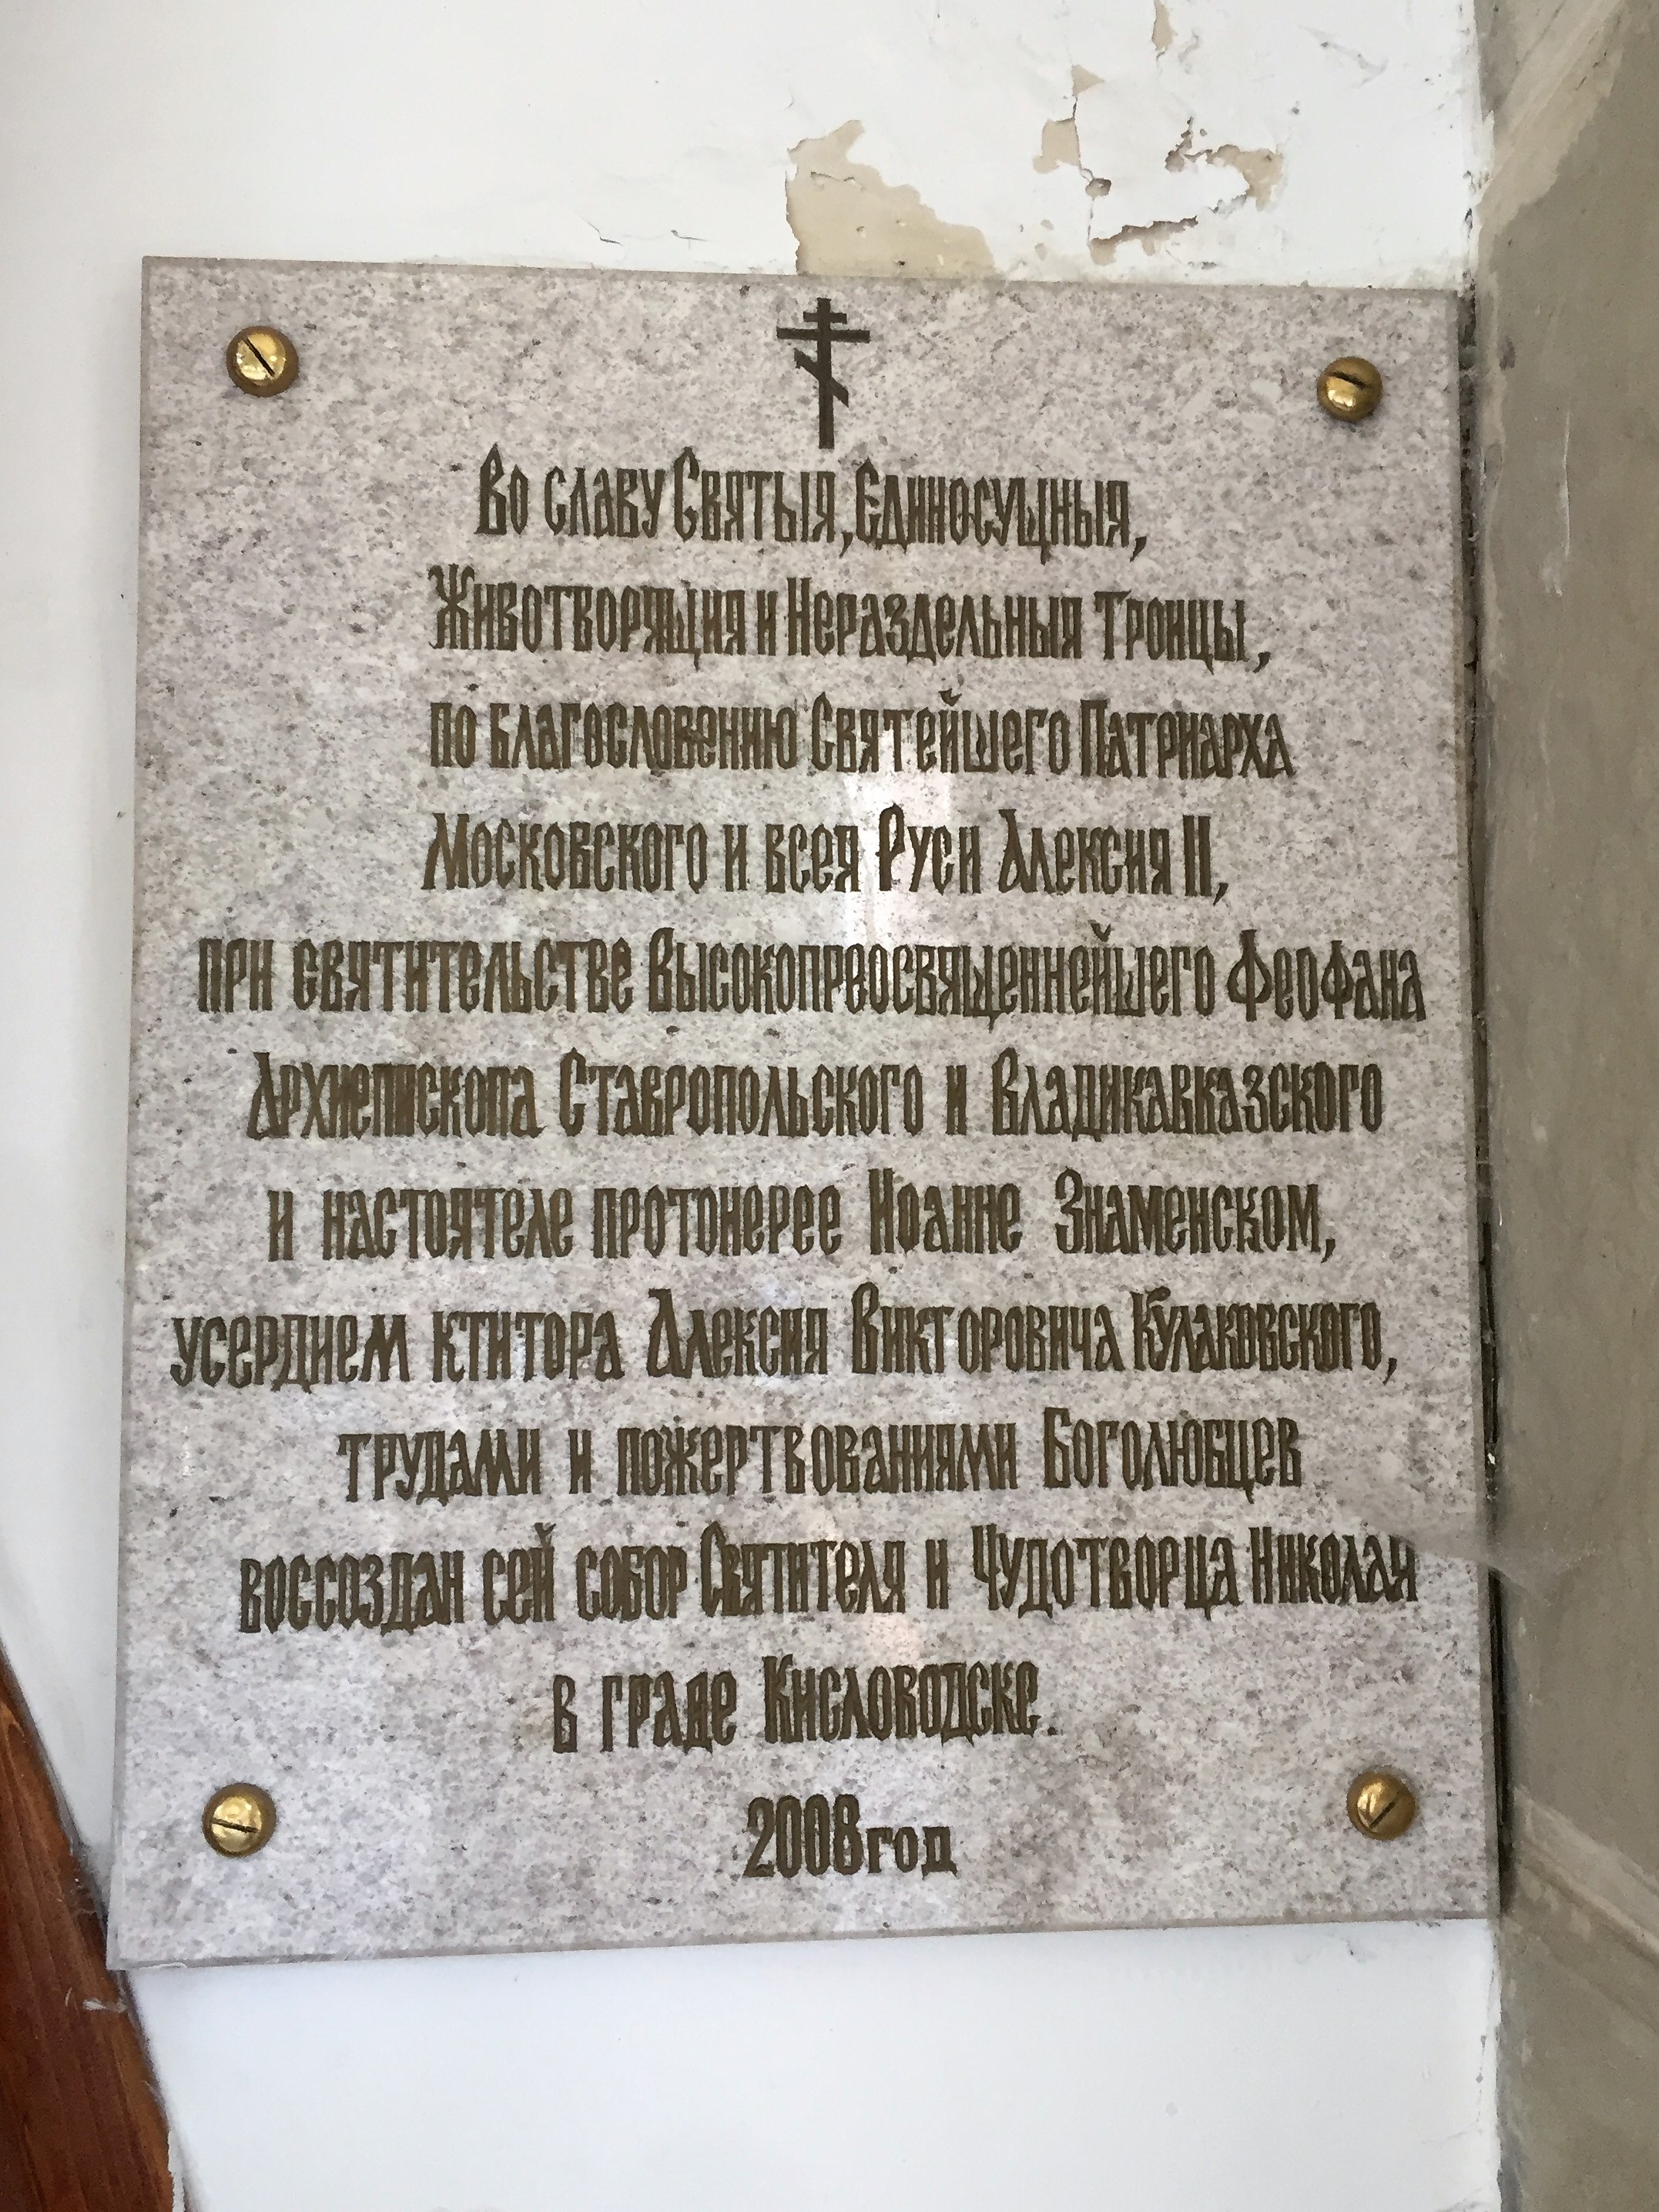 Во славу Святыя, Единосущныя,
Животворящия и Нераздельныя Троицы,
по благословению Святейшего Патриарха
Московского и всея Руси Алексия II,
при святительстве Высокопреосвященнейшего Феофана
Архиепископа Ставропольского и Владикавказского
и настоятеле протоиерее Иоанне Знаменском,
усердием ктитора Алексия Викторовича Кулаковского,
трудами и пожертвованиями Боголюбцев
воссоздан сей собор Святителя и Чудотворца Николая
в граде Кисловодске.
2008 год